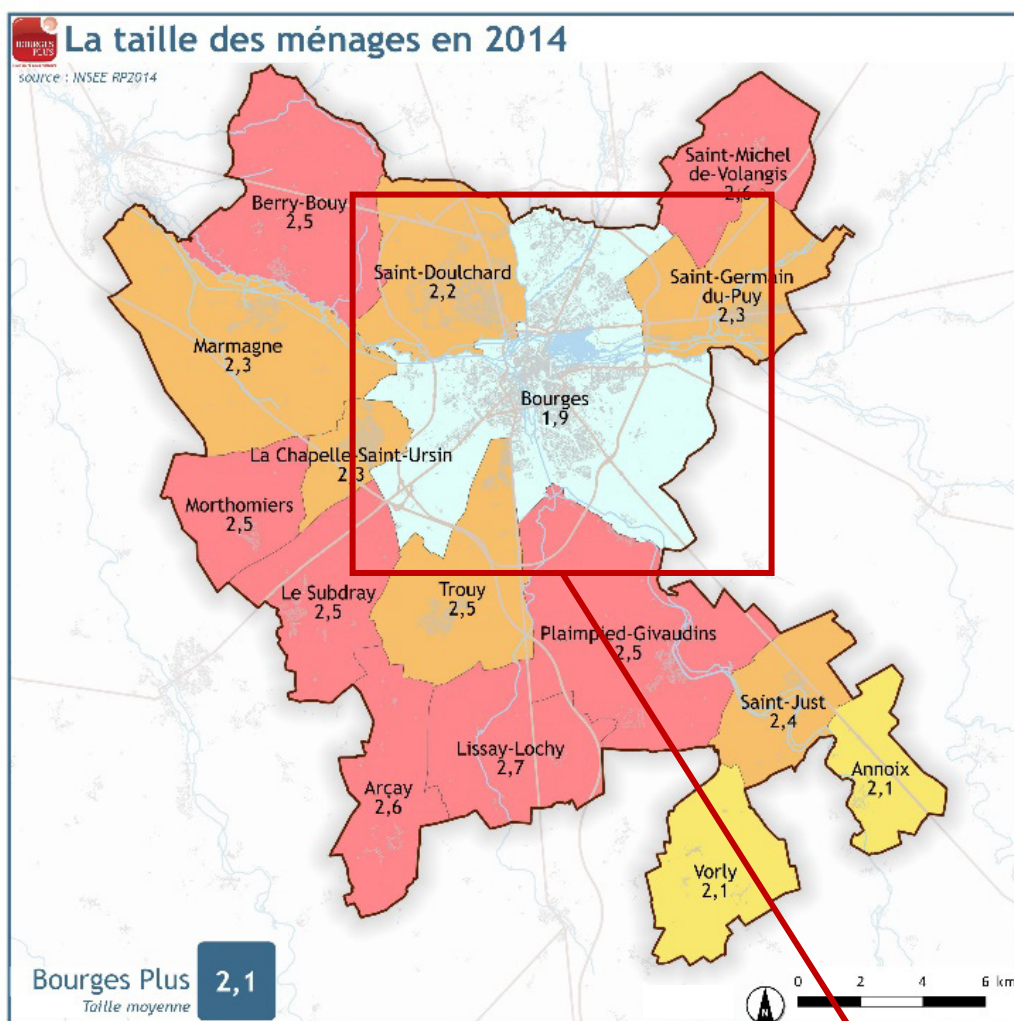 BOURGES
PLUS
La taille des ménages en 2014
source : INSEE RP2014
Saint-Michel
de-Volangis
2,6
Berry-Bouy
2,5
Saint-Doulchard
2,2
Saint-Germain
du-Puy
2,3
Marmagne
2,3
Bourges
1,9
La Chapelle-Saint-Ursin
2,3
Morthomiers
2,5
Le Subdray
2,5
Trouy
2,5
Plaimpied-Givaudins
2,5
Saint-Just
2,4
Lissay-Lochy
2,7
Annoix
2,1
Arçay
2,6
Vorly
2,1
Bourges Plus 2,1
Taille moyenne
N
0 2 4 6 km